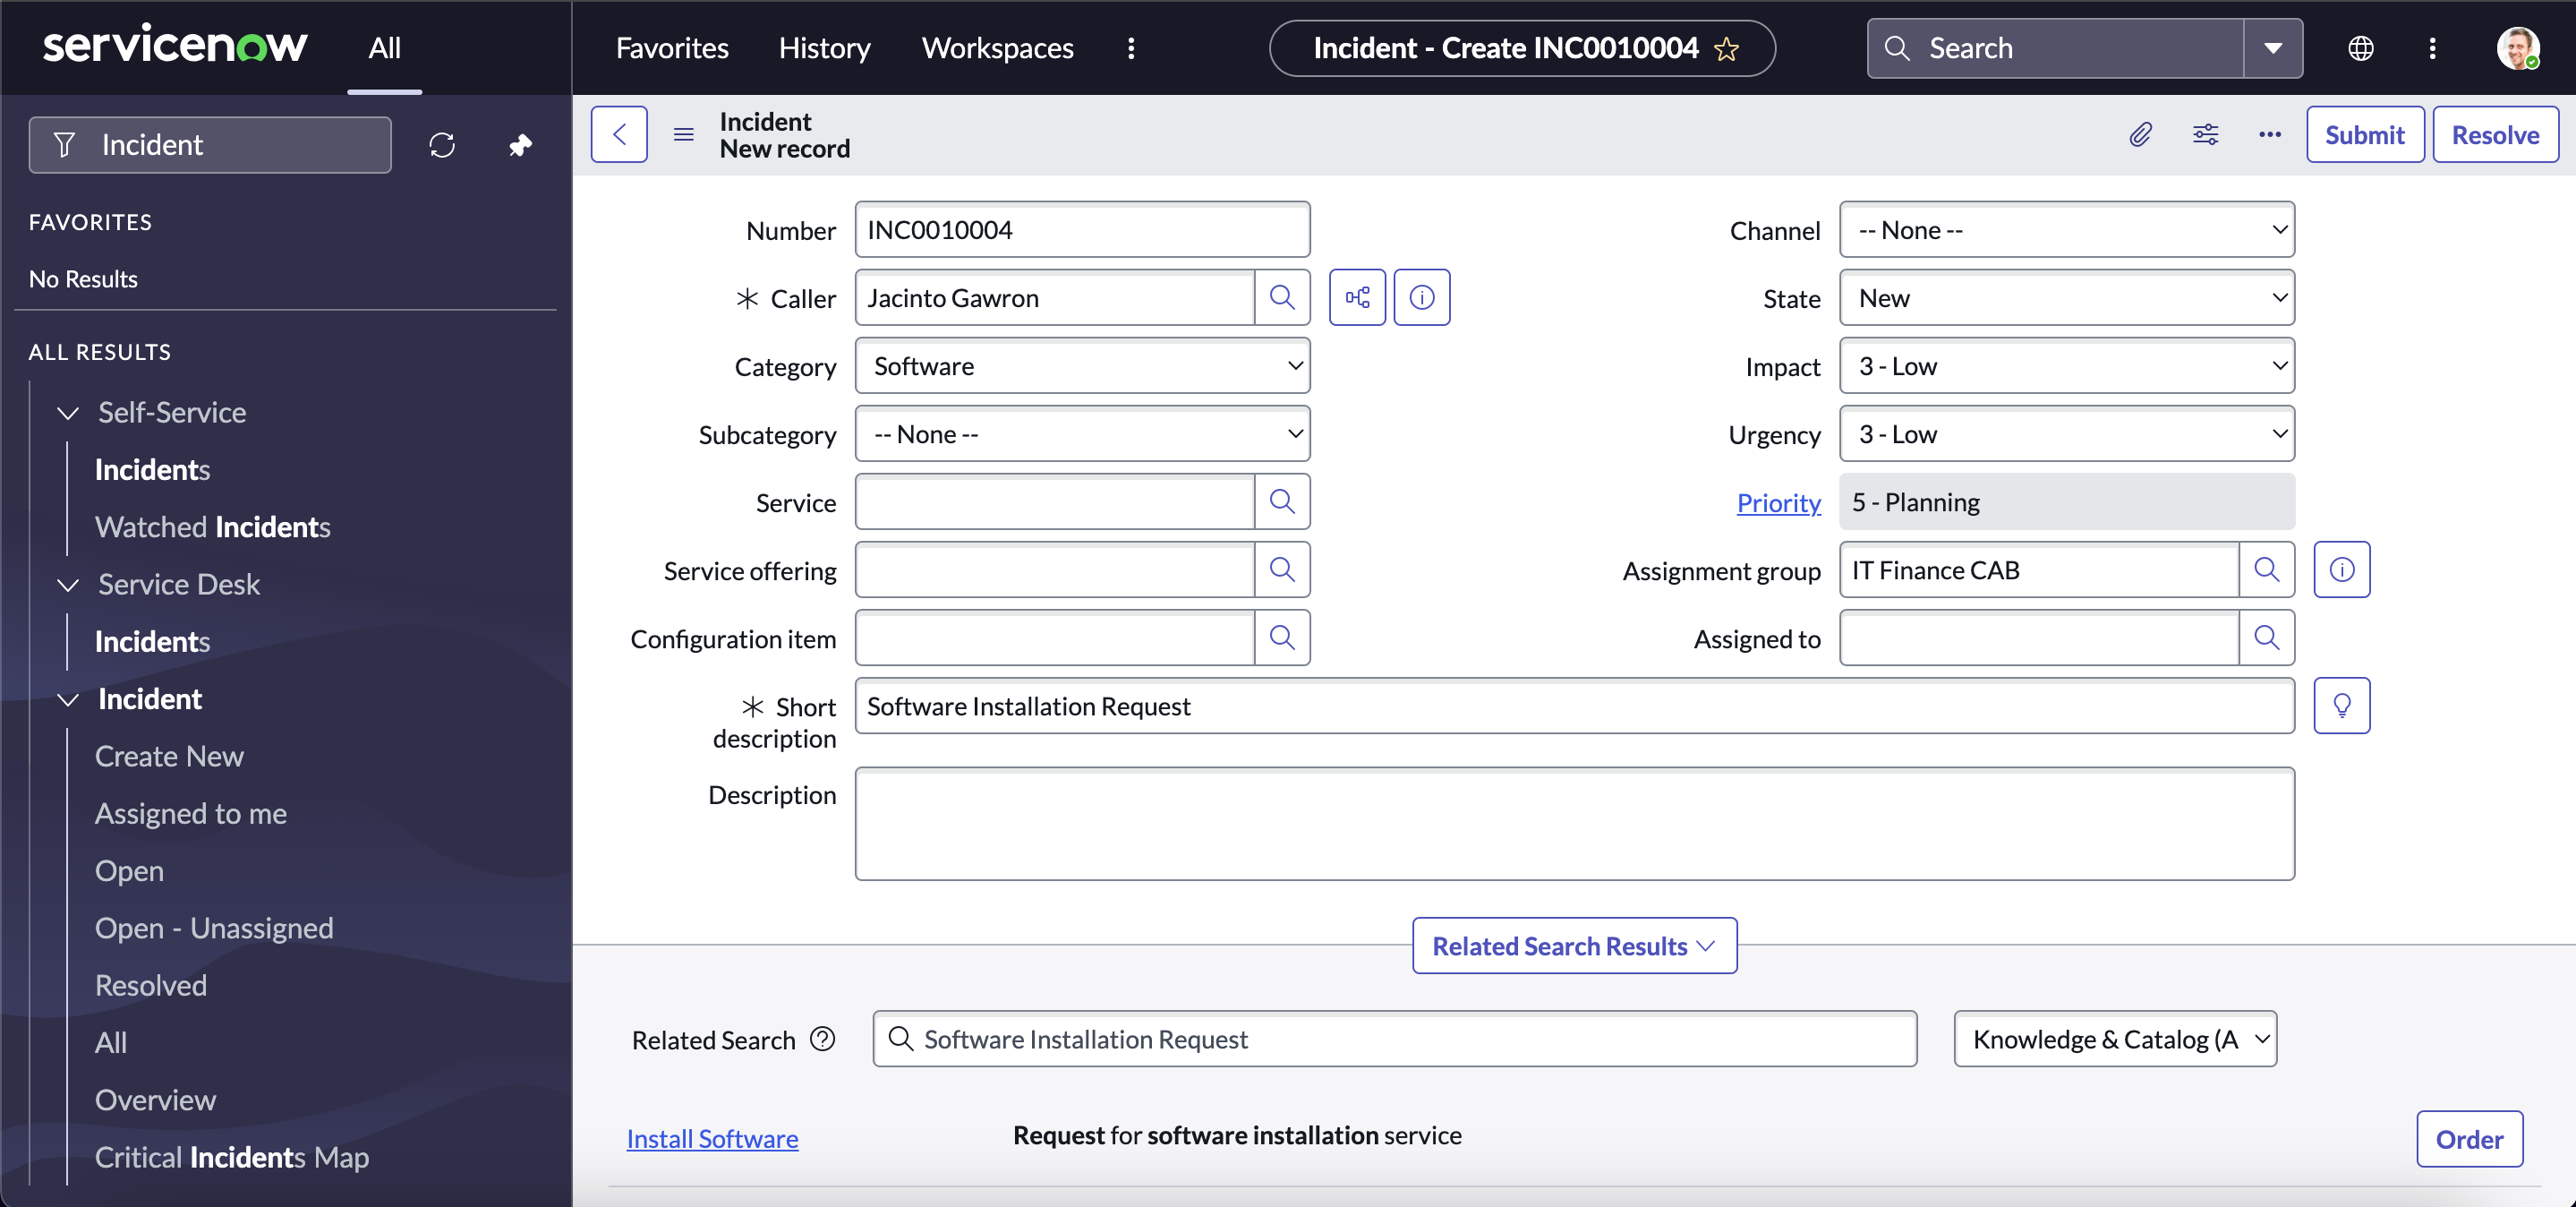 servicenow
All
Favorites
History
Workspaces
Incident - Create INC0010004
Search
Incident
FAVORITES
No Results
ALL RESULTS
Self-Service
Incidents
Watched Incidents
Service Desk
Incidents
Incident
Create New
Assigned to me
Open
Open - Unassigned
Resolved
All
Overview
Critical Incidents Map
Incident
New record
Submit
Resolve
Number
INC0010004
Caller
Jacinto Gawron
Category
Software
Subcategory
-- None --
Service
Service offering
Configuration item
Channel
-- None --
State
New
Impact
3 - Low
Urgency
3 - Low
Priority
5 - Planning
Assignment group
IT Finance CAB
Assigned to
Short
description
Software Installation Request
Description
Related Search Results
Related Search
Software Installation Request
Knowledge & Catalog (A
Install Software
Request for software installation service
Order